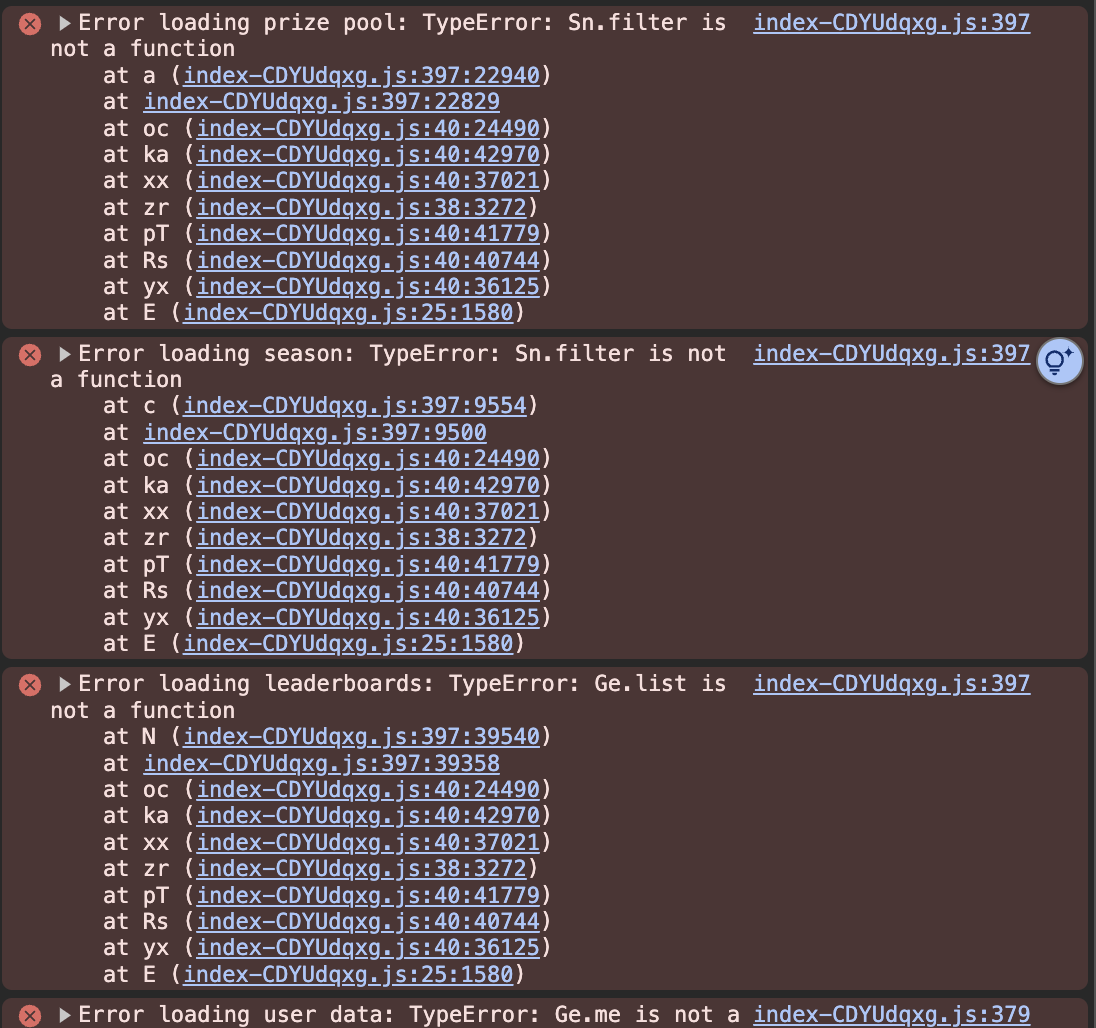 Error loading prize pool: TypeError: Sn.filter is index-CDYUdqxg.js:397
not a function
at a (index-CDYUdqxg.js:397:22940)
at index-CDYUdqxg.js:397:22829
at oc (index-CDYUdqxg.js:40:24490)
at ka (index-CDYUdqxg.js:40:42970)
at xx (index-CDYUdqxg.js:40:37021)
at zr (index-CDYUdqxg.js:38:3272)
at pT (index-CDYUdqxg.js:40:41779)
at Rs (index-CDYUdqxg.js:40:40744)
at yx (index-CDYUdqxg.js:40:36125)
at E (index-CDYUdqxg.js:25:1580)
Error loading season: TypeError: Sn.filter is not index-CDYUdqxg.js:397
a function
at c (index-CDYUdqxg.js:397:9554)
at index-CDYUdqxg.js:397:9500
at oc (index-CDYUdqxg.js:40:24490)
at ka (index-CDYUdqxg.js:40:42970)
at xx (index-CDYUdqxg.js:40:37021)
at zr (index-CDYUdqxg.js:38:3272)
at pT (index-CDYUdqxg.js:40:41779)
at Rs (index-CDYUdqxg.js:40:40744)
at yx (index-CDYUdqxg.js:40:36125)
at E (index-CDYUdqxg.js:25:1580)
Error loading leaderboards: TypeError: Ge.list is index-CDYUdqxg.js:397
not a function
at N (index-CDYUdqxg.js:397:39540)
at index-CDYUdqxg.js:397:39358
at oc (index-CDYUdqxg.js:40:24490)
at ka (index-CDYUdqxg.js:40:42970)
at xx (index-CDYUdqxg.js:40:37021)
at zr (index-CDYUdqxg.js:38:3272)
at pT (index-CDYUdqxg.js:40:41779)
at Rs (index-CDYUdqxg.js:40:40744)
at yx (index-CDYUdqxg.js:40:36125)
at E (index-CDYUdqxg.js:25:1580)
Error loading user data: TypeError: Ge.me is not a index-CDYUdqxg.js:379